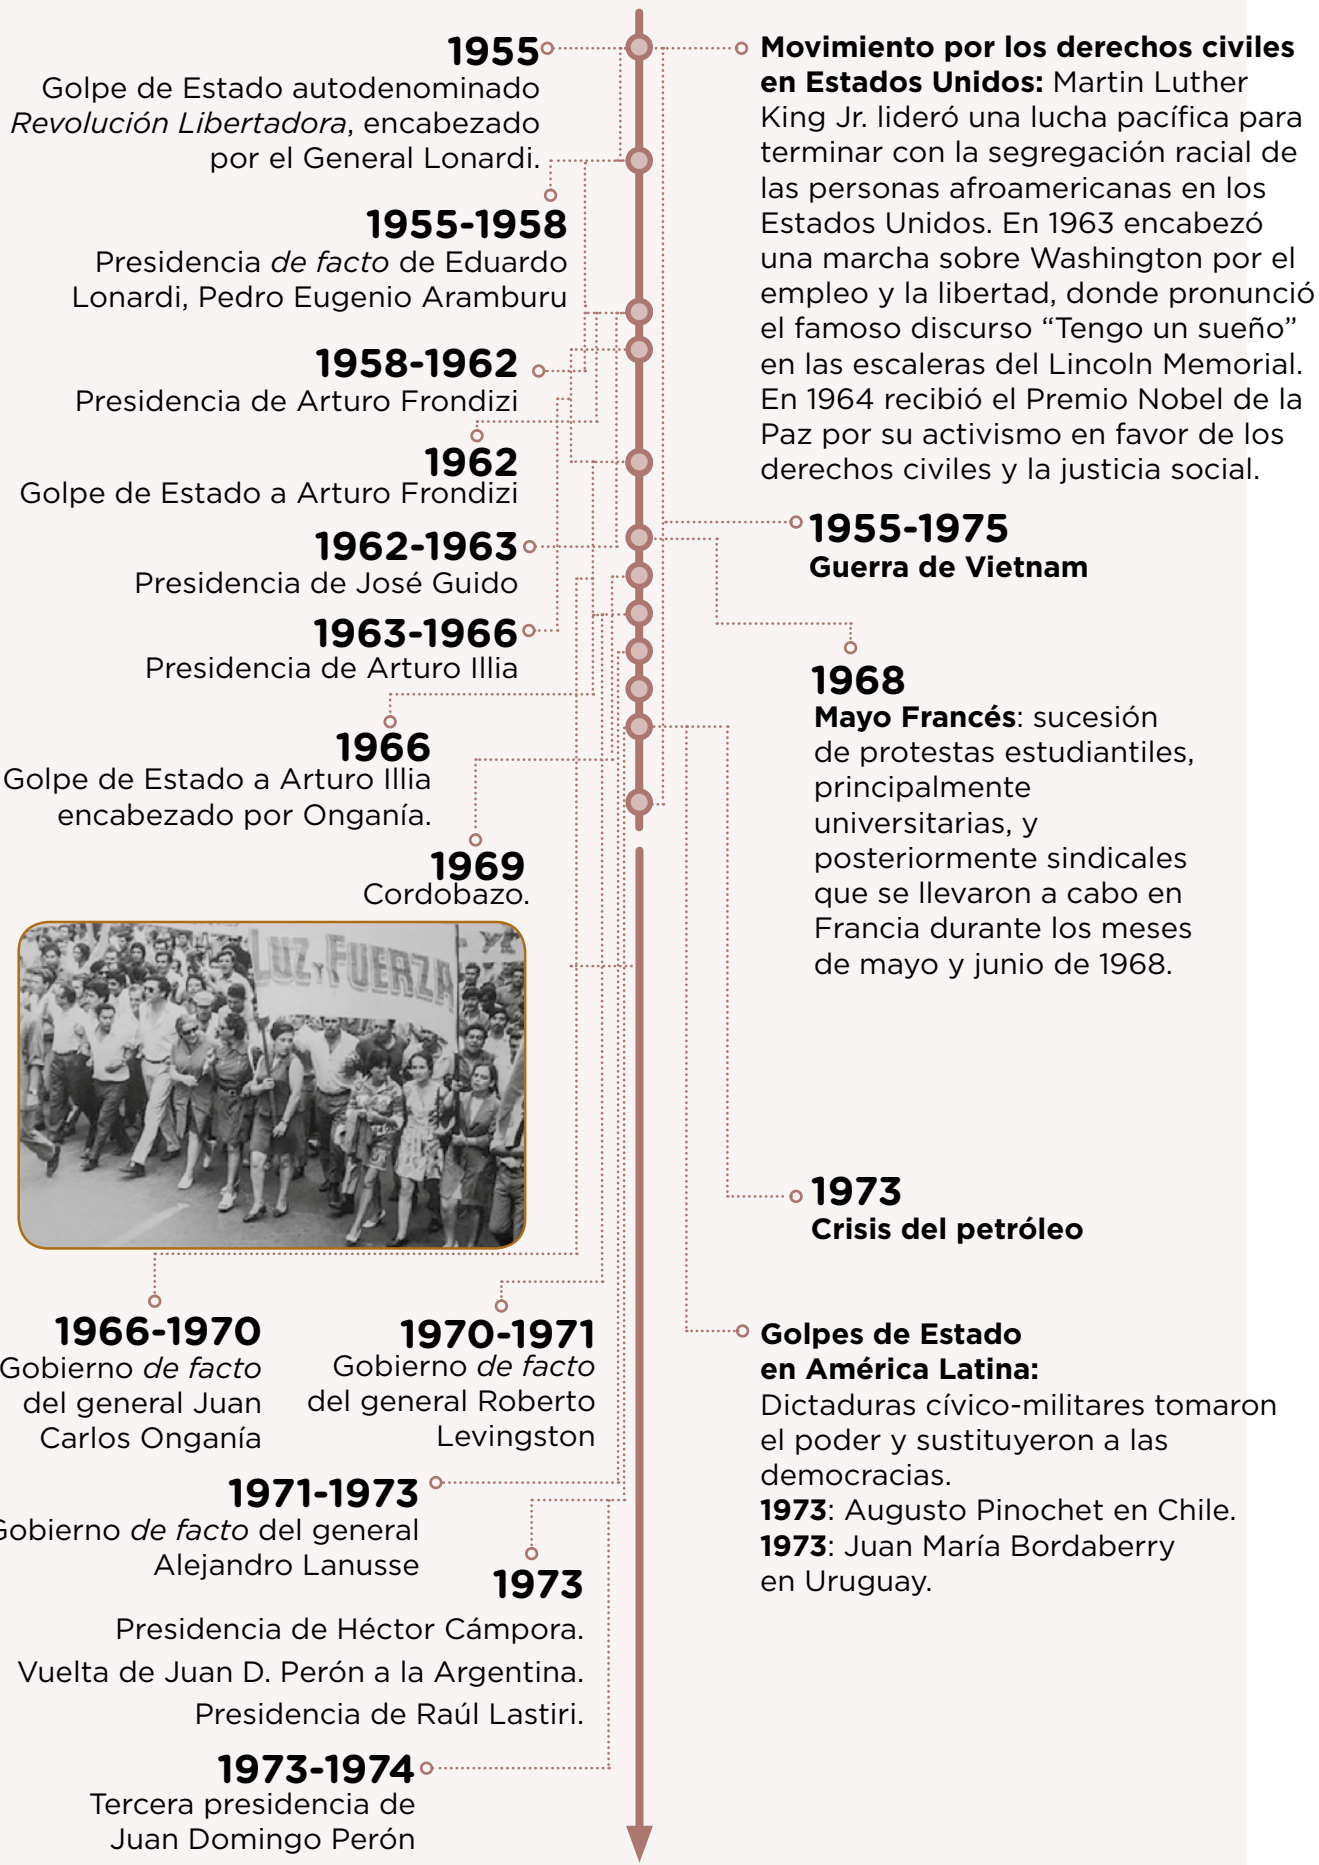 1955
Golpe de Estado autodenominado
Revolución Libertadora, encabezado
por el General Lonardi.
1955-1958
Presidencia de facto de Eduardo
Lonardi, Pedro Eugenio Aramburu
1958-1962
Presidencia de Arturo Frondizi
1962
Golpe de Estado a Arturo Frondizi
1962-1963
Presidencia de José Guido
1963-1966
Presidencia de Arturo Illia
1966
Golpe de Estado a Arturo Illia
encabezado por Onganía.
1969
Cordobazo.
LUZ Y FUERZA
1966-1970
Gobierno de facto
del general Juan
Carlos Onganía
1970-1971
Gobierno de facto
del general Roberto
Levingston
1971-1973
Gobierno de facto del general
Alejandro Lanusse
1973
Presidencia de Héctor Cámpora.
Vuelta de Juan D. Perón a la Argentina.
Presidencia de Raúl Lastiri.
1973-1974
Tercera presidencia de
Juan Domingo Perón
Movimiento por los derechos civiles
en Estados Unidos: Martin Luther
King Jr. lideró una lucha pacífica para
terminar con la segregación racial de
las personas afroamericanas en los
Estados Unidos. En 1963 encabezó
una marcha sobre Washington por el
empleo y la libertad, donde pronunció
el famoso discurso “Tengo un sueño”
en las escaleras del Lincoln Memorial.
En 1964 recibió el Premio Nobel de la
Paz por su activismo en favor de los
derechos civiles y la justicia social.
1955-1975
Guerra de Vietnam
1968
Mayo Francés: sucesión
de protestas estudiantiles,
principalmente
universitarias, y
posteriormente sindicales
que se llevaron a cabo en
Francia durante los meses
de mayo y junio de 1968.
1973
Crisis del petróleo
Golpes de Estado
en América Latina:
Dictaduras cívico-militares tomaron
el poder y sustituyeron a las
democracias.
1973: Augusto Pinochet en Chile.
1973: Juan María Bordaberry
en Uruguay.